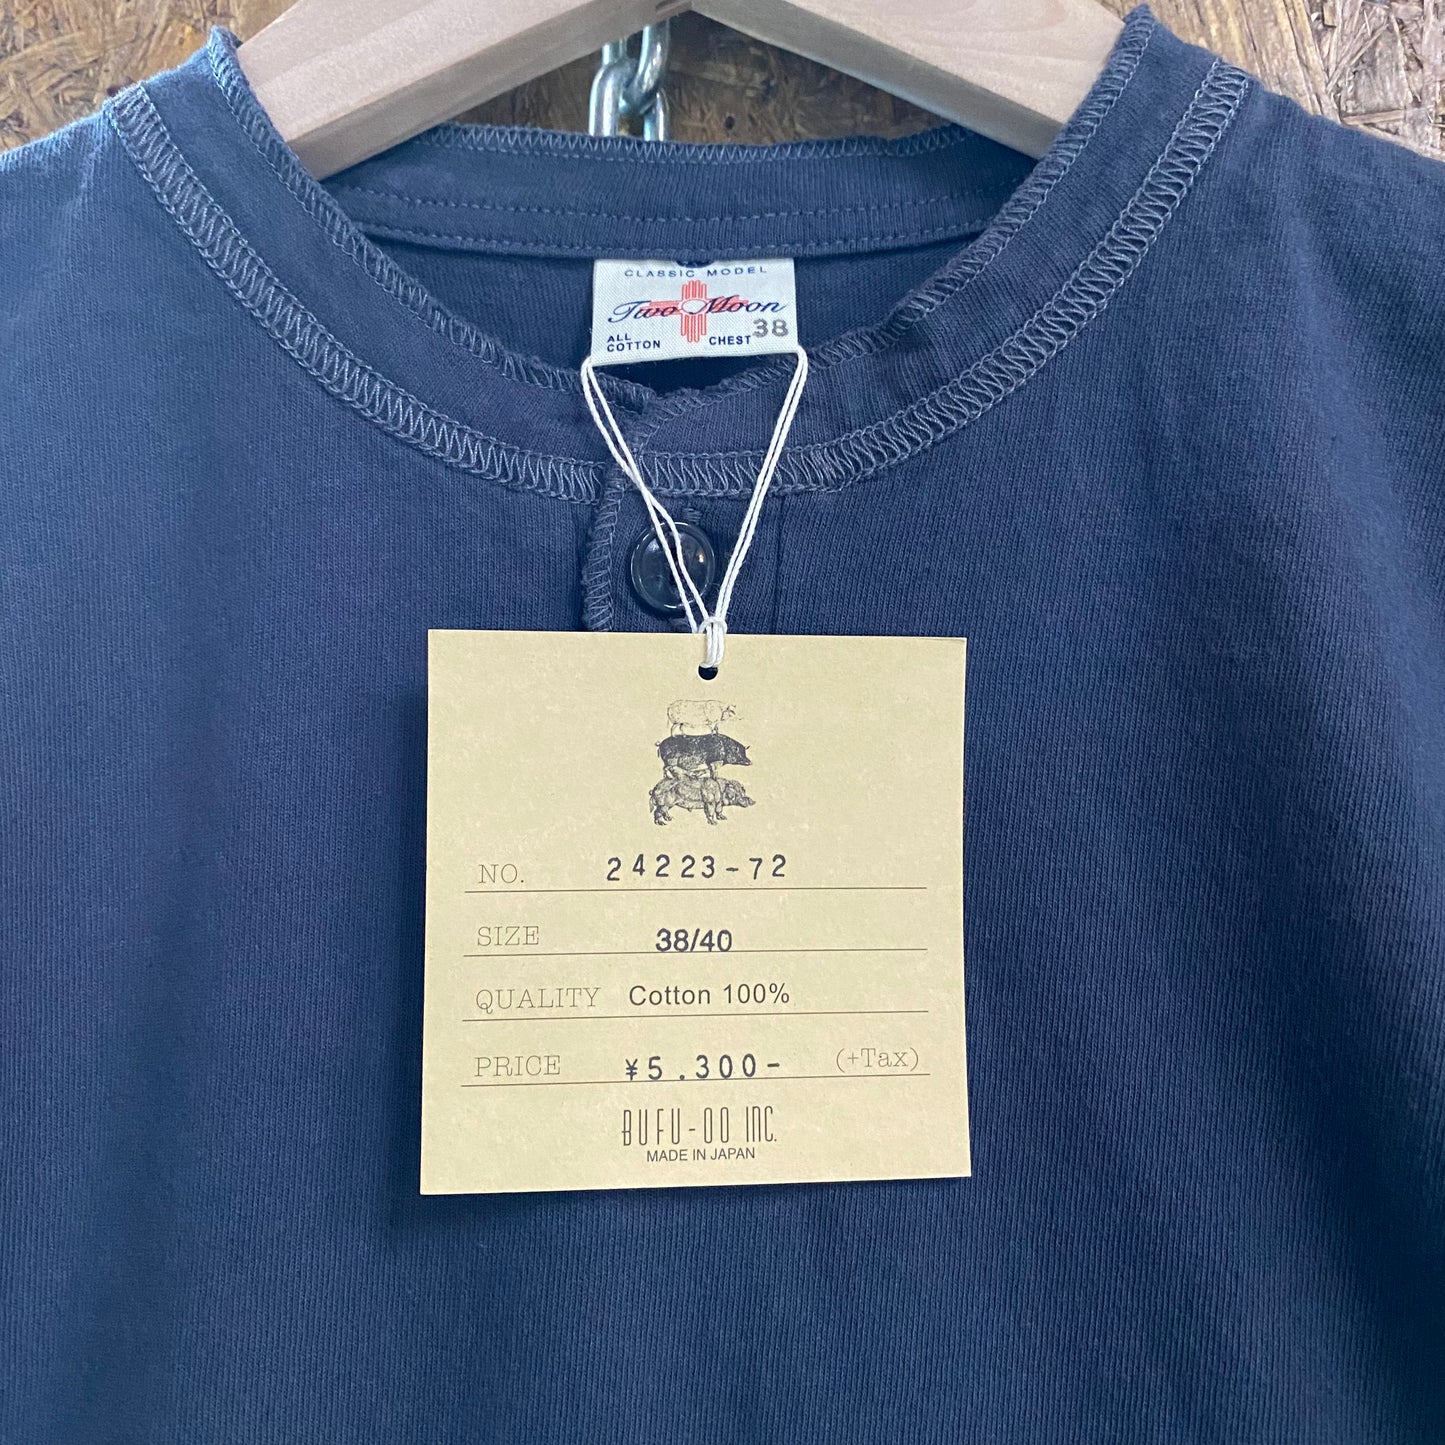 CLASSIC MODEL
Two Moon
ALL COTTON CHEST 38
NO. 24223-72
SIZE 38/40
QUALITY Cotton 100%
PRICE ¥5.300- (+Tax)
BUFU-OO INC.
MADE IN JAPAN